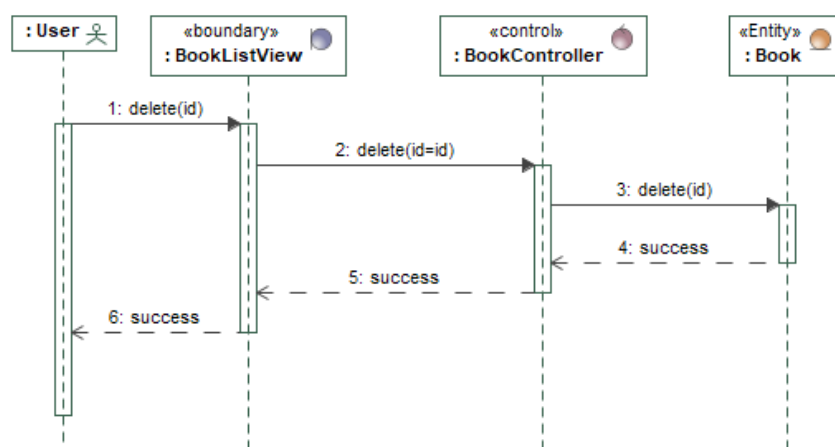 : User
«boundary»
: BookListView
«control»
: BookController
«Entity»
: Book
1: delete(id)
2: delete(id=id)
3: delete(id)
4: success
5: success
6: success